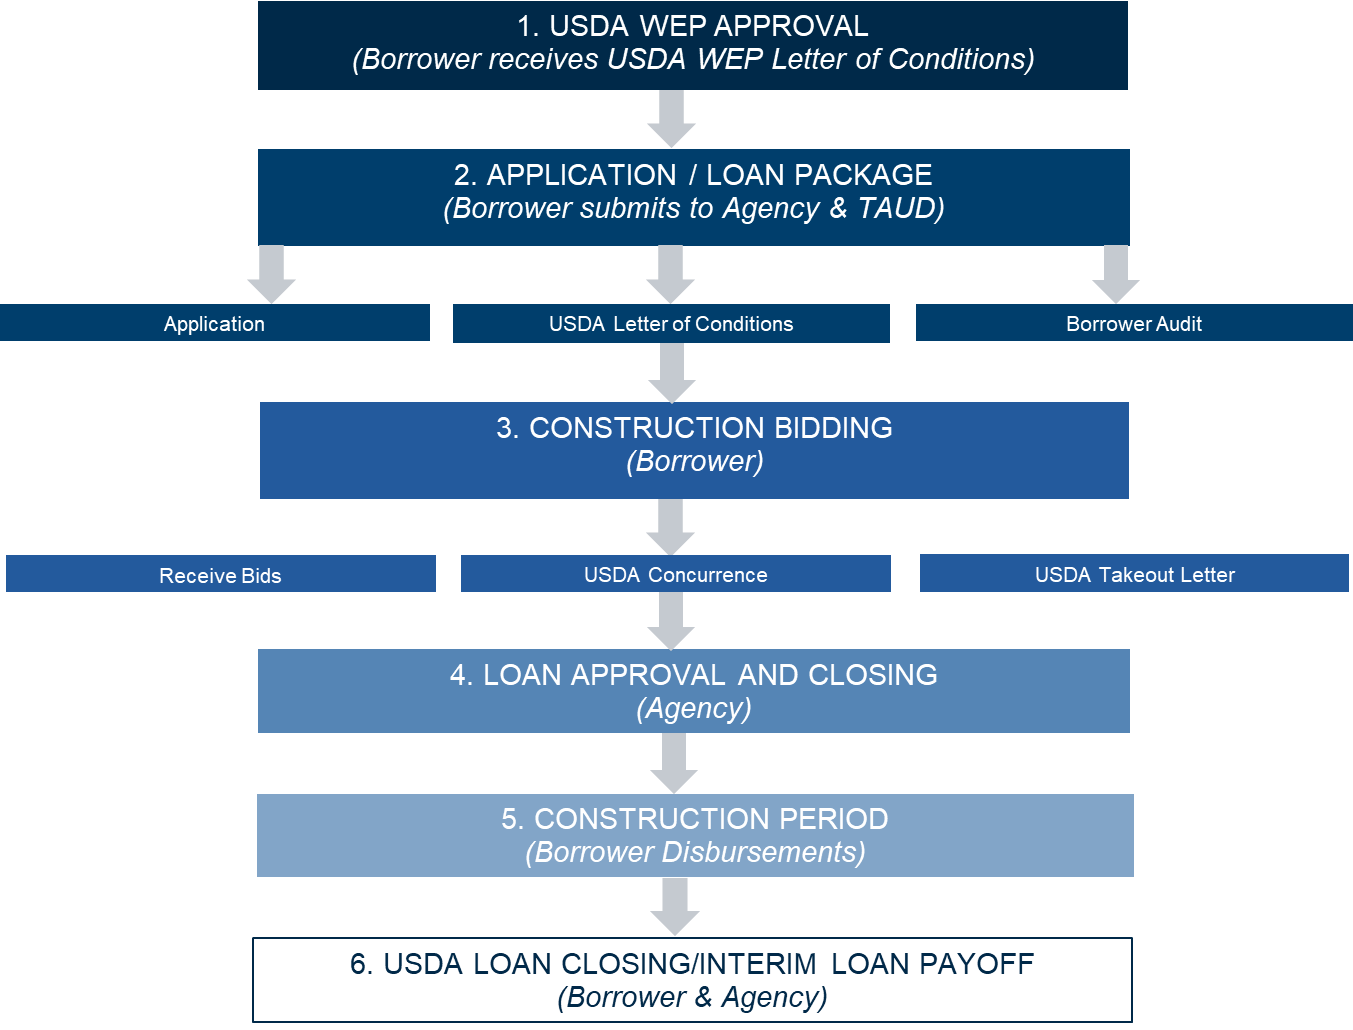 1. USDA WEP APPROVAL
(Borrower receives USDA WEP Letter of Conditions)
2. APPLICATION / LOAN PACKAGE
(Borrower submits to Agency & TAUD)
Application
USDA Letter of Conditions
Borrower Audit
3. CONSTRUCTION BIDDING
(Borrower)
Receive Bids
USDA Concurrence
USDA Takeout Letter
4. LOAN APPROVAL AND CLOSING
(Agency)
5. CONSTRUCTION PERIOD
(Borrower Disbursements)
6. USDA LOAN CLOSING/INTERIM LOAN PAYOFF
(Borrower & Agency)